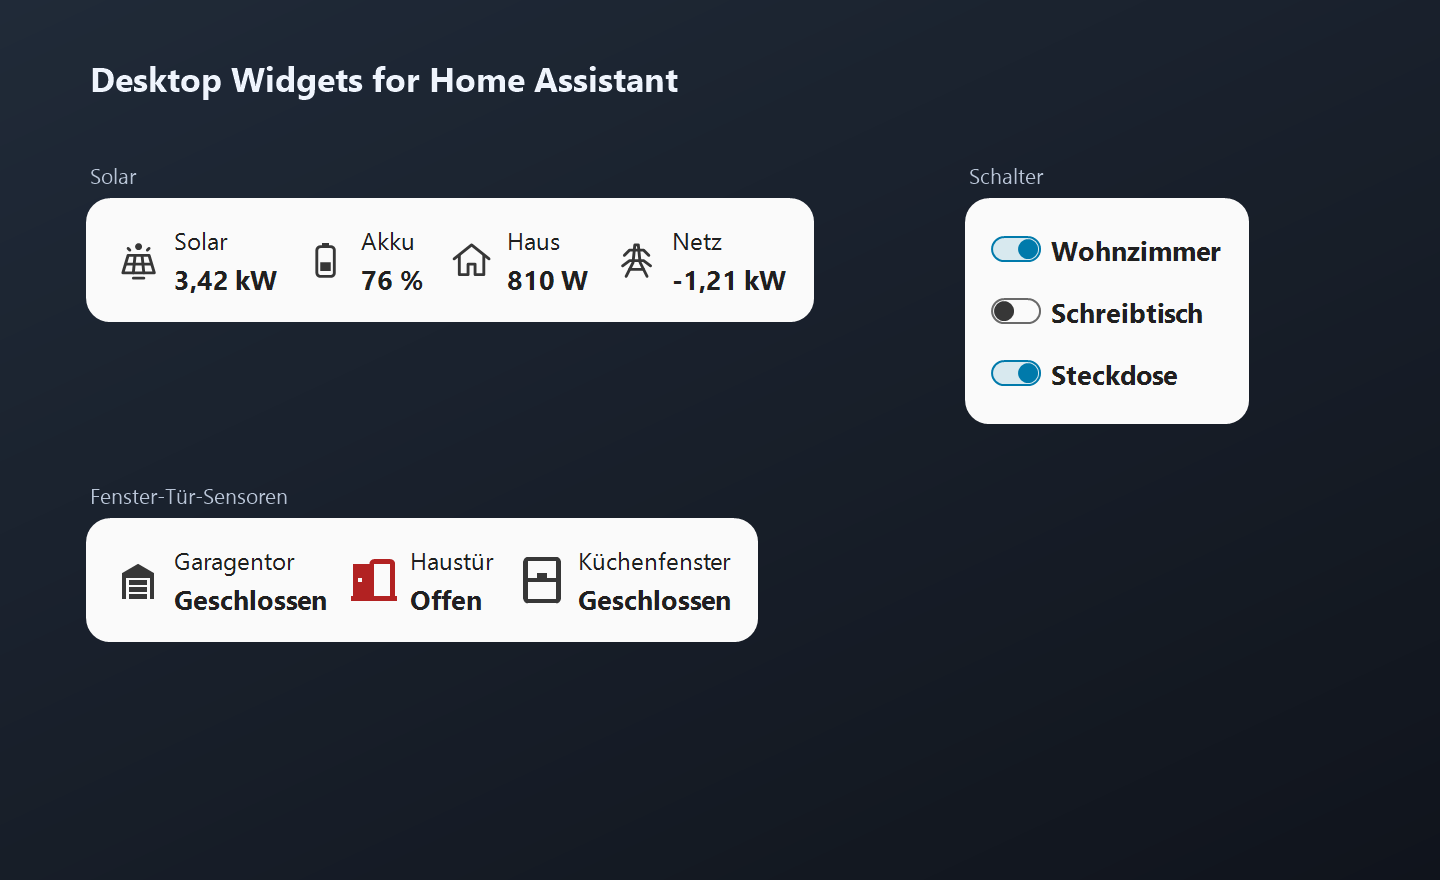 Desktop Widgets for Home Assistant
Solar
Solar
3,42 kW
Akku
76 %
Haus
810 W
Netz
-1,21 kW
Schalter
Wohnzimmer
Schreibtisch
Steckdose
Fenster-Tür-Sensoren
Garagentor
Geschlossen
Haustür
Offen
Küchenfenster
Geschlossen